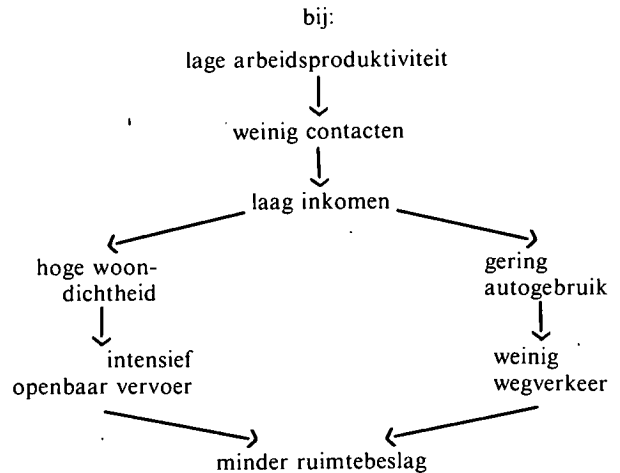 bij:
lage arbeidsproduktiviteit
weinig contacten
laag inkomen
hoge woon-
dichtheid
gering
autogebruik
intensief
openbaar vervoer
weinig
wegverkeer
minder ruimtebeslag